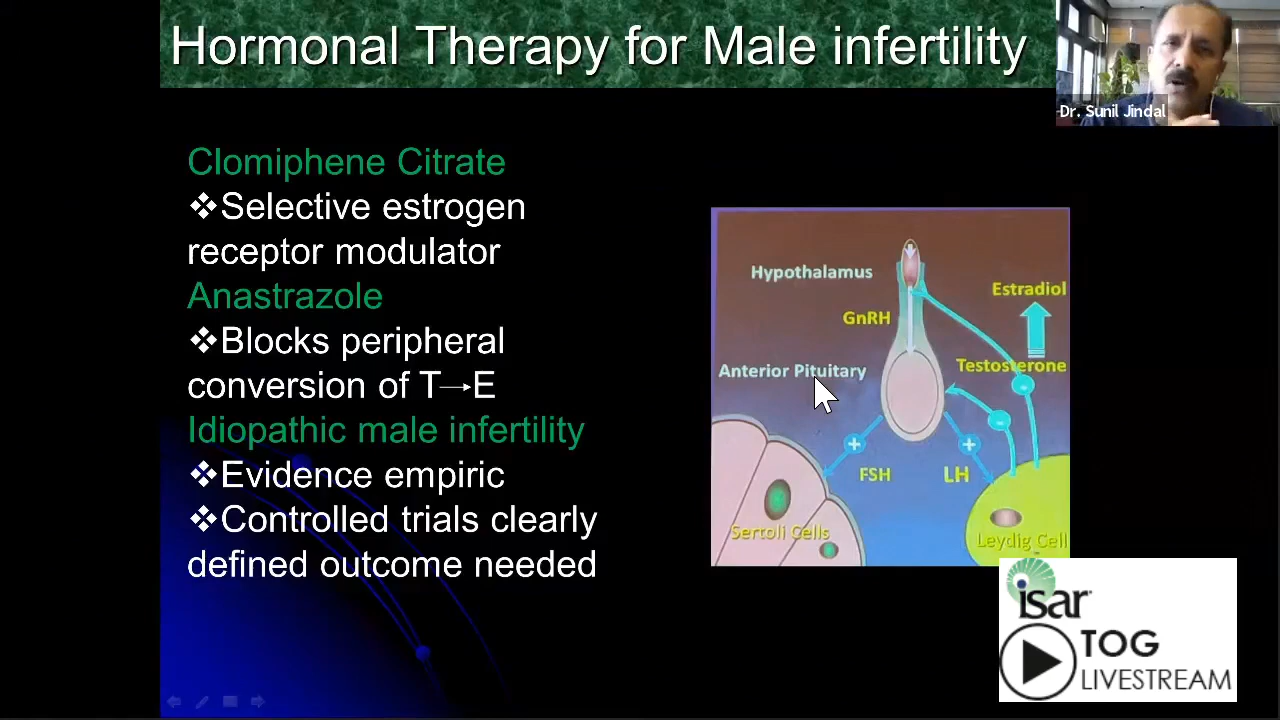 Hormonal Therapy for Male infertility
Dr. Sunil Jindal
Clomiphene Citrate
❖Selective estrogen
receptor modulator
Anastrazole
❖Blocks peripheral
conversion of T→E
Idiopathic male infertility
❖Evidence empiric
❖Controlled trials clearly
defined outcome needed
Hypothalamus
Estradiol
GnRH
Testosterone
Anterior Pituitary
+
+
FSH
LH
Sertoli Cells
Leydig Cell
isar
TOG
LIVESTREAM